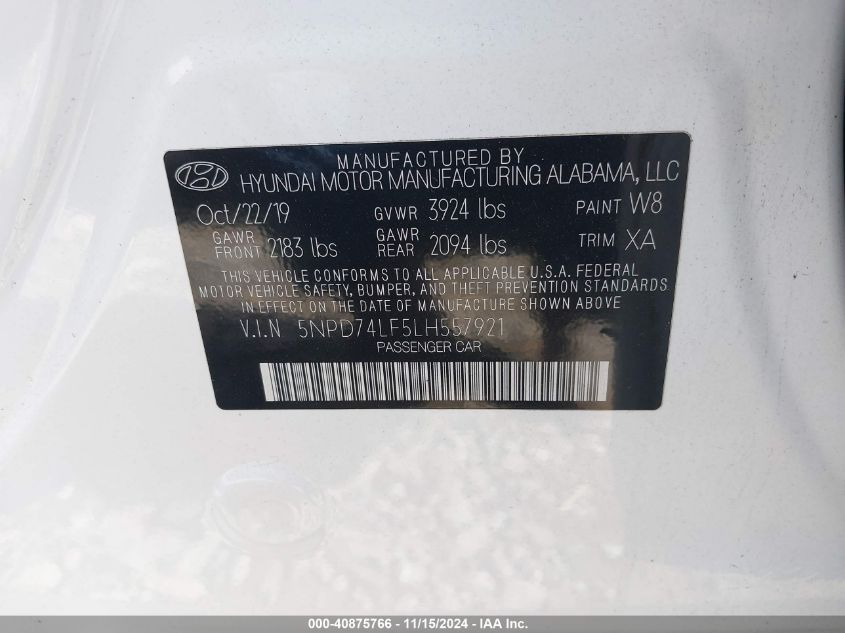 MANUFACTURED BY
HYUNDAI MOTOR MANUFACTURING ALABAMA, LLC
Oct/22/19 GVWR 3924 lbs PAINT W8
GAWR FRONT 2183 lbs GAWR REAR 2094 lbs TRIM XA
THIS VEHICLE CONFORMS TO ALL APPLICABLE U.S.A. FEDERAL
MOTOR VEHICLE SAFETY, BUMPER, AND THEFT PREVENTION STANDARDS
IN EFFECT ON THE DATE OF MANUFACTURE SHOWN ABOVE.
V.I.N 5NPD74LF5LH557921
PASSENGER CAR
000-40875766 - 11/15/2024 - IAA Inc.